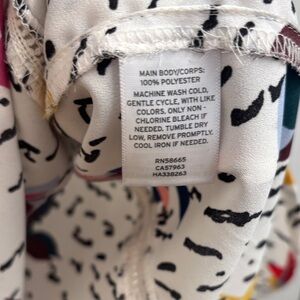 MAIN BODY/CORPS:
100% POLYESTER
MACHINE WASH COLD,
GENTLE CYCLE, WITH LIKE
COLORS. ONLY NON -
CHLORINE BLEACH IF
NEEDED. TUMBLE DRY
LOW, REMOVE PROMPTLY.
COOL IRON IF NEEDED.
RN58665
CA57963
HA338263